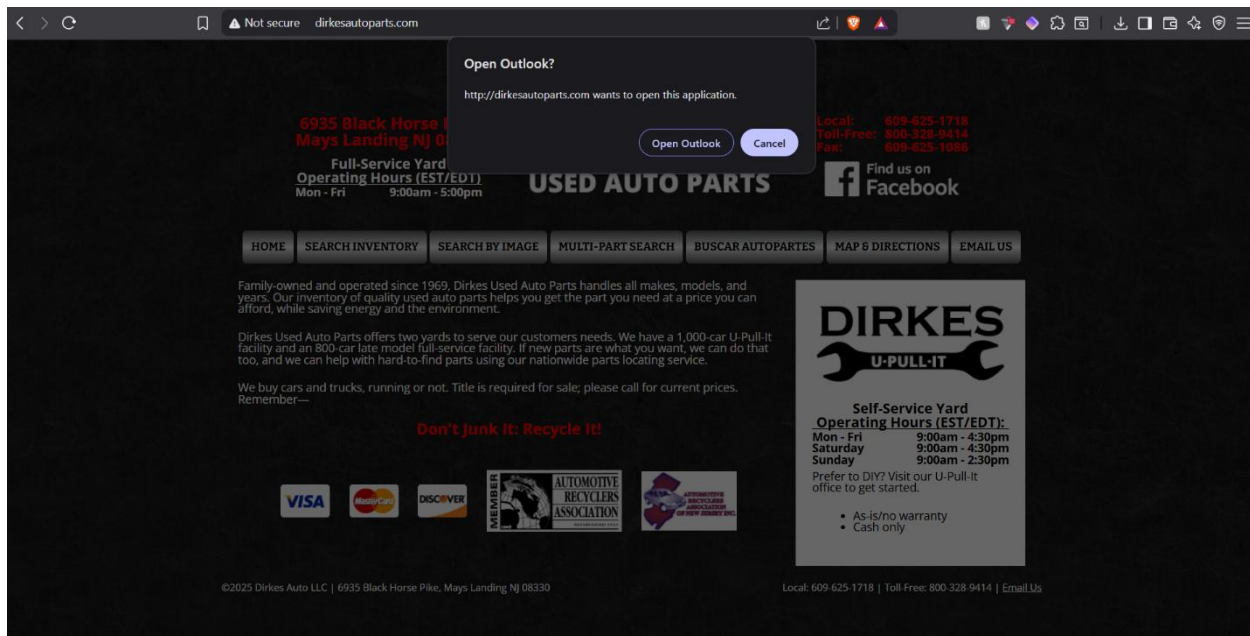 Not secure dirkesautoparts.com
Open Outlook?
http://dirkesautoparts.com wants to open this application.
Open Outlook Cancel
6935 Black Horse
Mays Landing NJ
Full-Service Yard
Operating Hours (EST/EDT)
Mon - Fri 9:00am - 5:00pm
USED AUTO PARTS
Local: 609-625-1718
Toll-Free: 800-328-9414
Fax: 609-625-1086
Find us on
Facebook
HOME SEARCH INVENTORY SEARCH BY IMAGE MULTI-PART SEARCH BUSCAR AUTOPARTES MAP & DIRECTIONS EMAIL US
Family-owned and operated since 1969, Dirkes Used Auto Parts handles all makes, models, and
years. Our inventory of quality used auto parts helps you get the part you need at a price you can
afford, while saving energy and the environment.
Dirkes Used Auto Parts offers two yards to serve our customers needs. We have a 1,000-car U-Pull-It
facility and an 800-car late model full-service facility. If new parts are what you want, we can do that
too, and we can help with hard-to-find parts using our nationwide parts locating service.
We buy cars and trucks, running or not. Title is required for sale; please call for current prices.
Remember—
Don't Junk It: Recycle It!
VISA
MasterCard
DISCOVER
MEMBER
AUTOMOTIVE
RECYCLERS
ASSOCIATION
AUTOMOTIVE
RECYCLERS
ASSOCIATION
OF NEW JERSEY INC.
DIRKES
U-PULL-IT
Self-Service Yard
Operating Hours (EST/EDT):
Mon - Fri 9:00am - 4:30pm
Saturday 9:00am - 4:30pm
Sunday 9:00am - 2:30pm
Prefer to DIY? Visit our U-Pull-It
office to get started.
• As-is/no warranty
• Cash only
©2025 Dirkes Auto LLC | 6935 Black Horse Pike, Mays Landing NJ 08330
Local: 609-625-1718 | Toll-Free: 800-328-9414 | Email Us